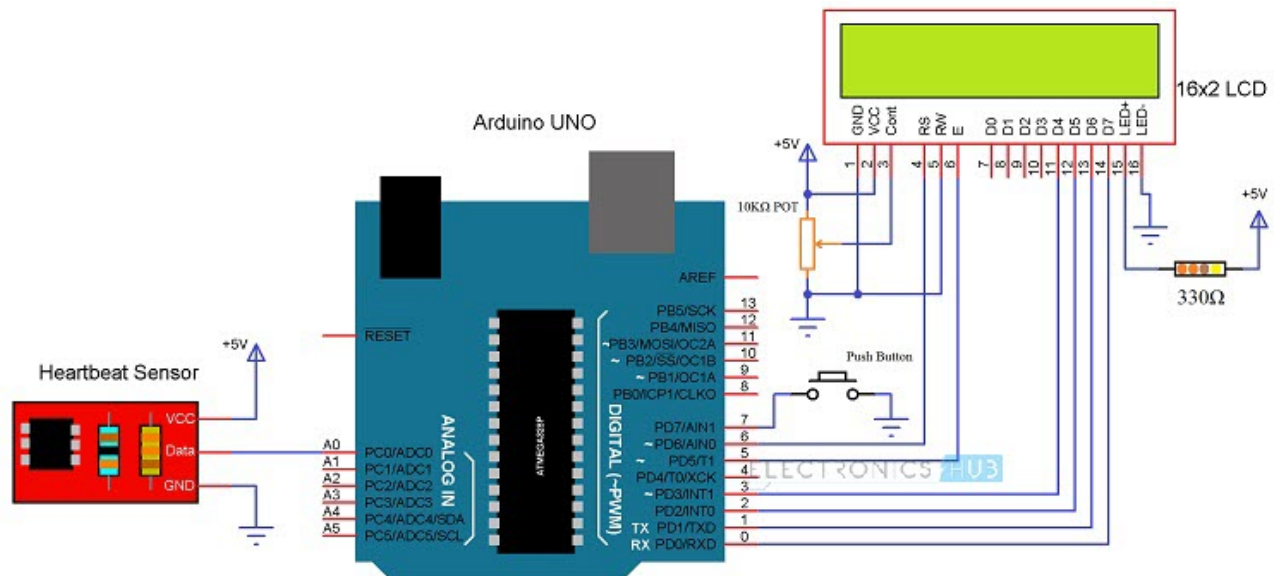 16x2 LCD
GND
VCC
Cont
RS
RW
E
D0
D1
D2
D3
D4
D5
D6
D7
LED+
LED-
1
2
3
4
5
6
7
8
9
10
11
12
13
14
15
16
+5V
10KΩ POT
+5V
330Ω
Arduino UNO
RESET
AREF
PB5/SCK 13
PB4/MISO 12
~PB3/MOSI/OC2A 11
~ PB2/SS/OC1B 10
~ PB1/OC1A 9
PB0/ICP1/CLKO 8
PD7/AIN1 7
~PD6/AIN0 6
~ PD5/T1 5
PD4/T0/XCK 4
~PD3/INT1 3
PD2/INT0 2
TX PD1/TXD 1
RX PD0/RXD 0
DIGITAL (~PWM)
ATMEGA328P
ANALOG IN
A0 PC0/ADC0
A1 PC1/ADC1
A2 PC2/ADC2
A3 PC3/ADC3
A4 PC4/ADC4/SDA
A5 PC5/ADC5/SCL
Push Button
ELECTRONICS HUB
+5V
Heartbeat Sensor
VCC
Data
GND